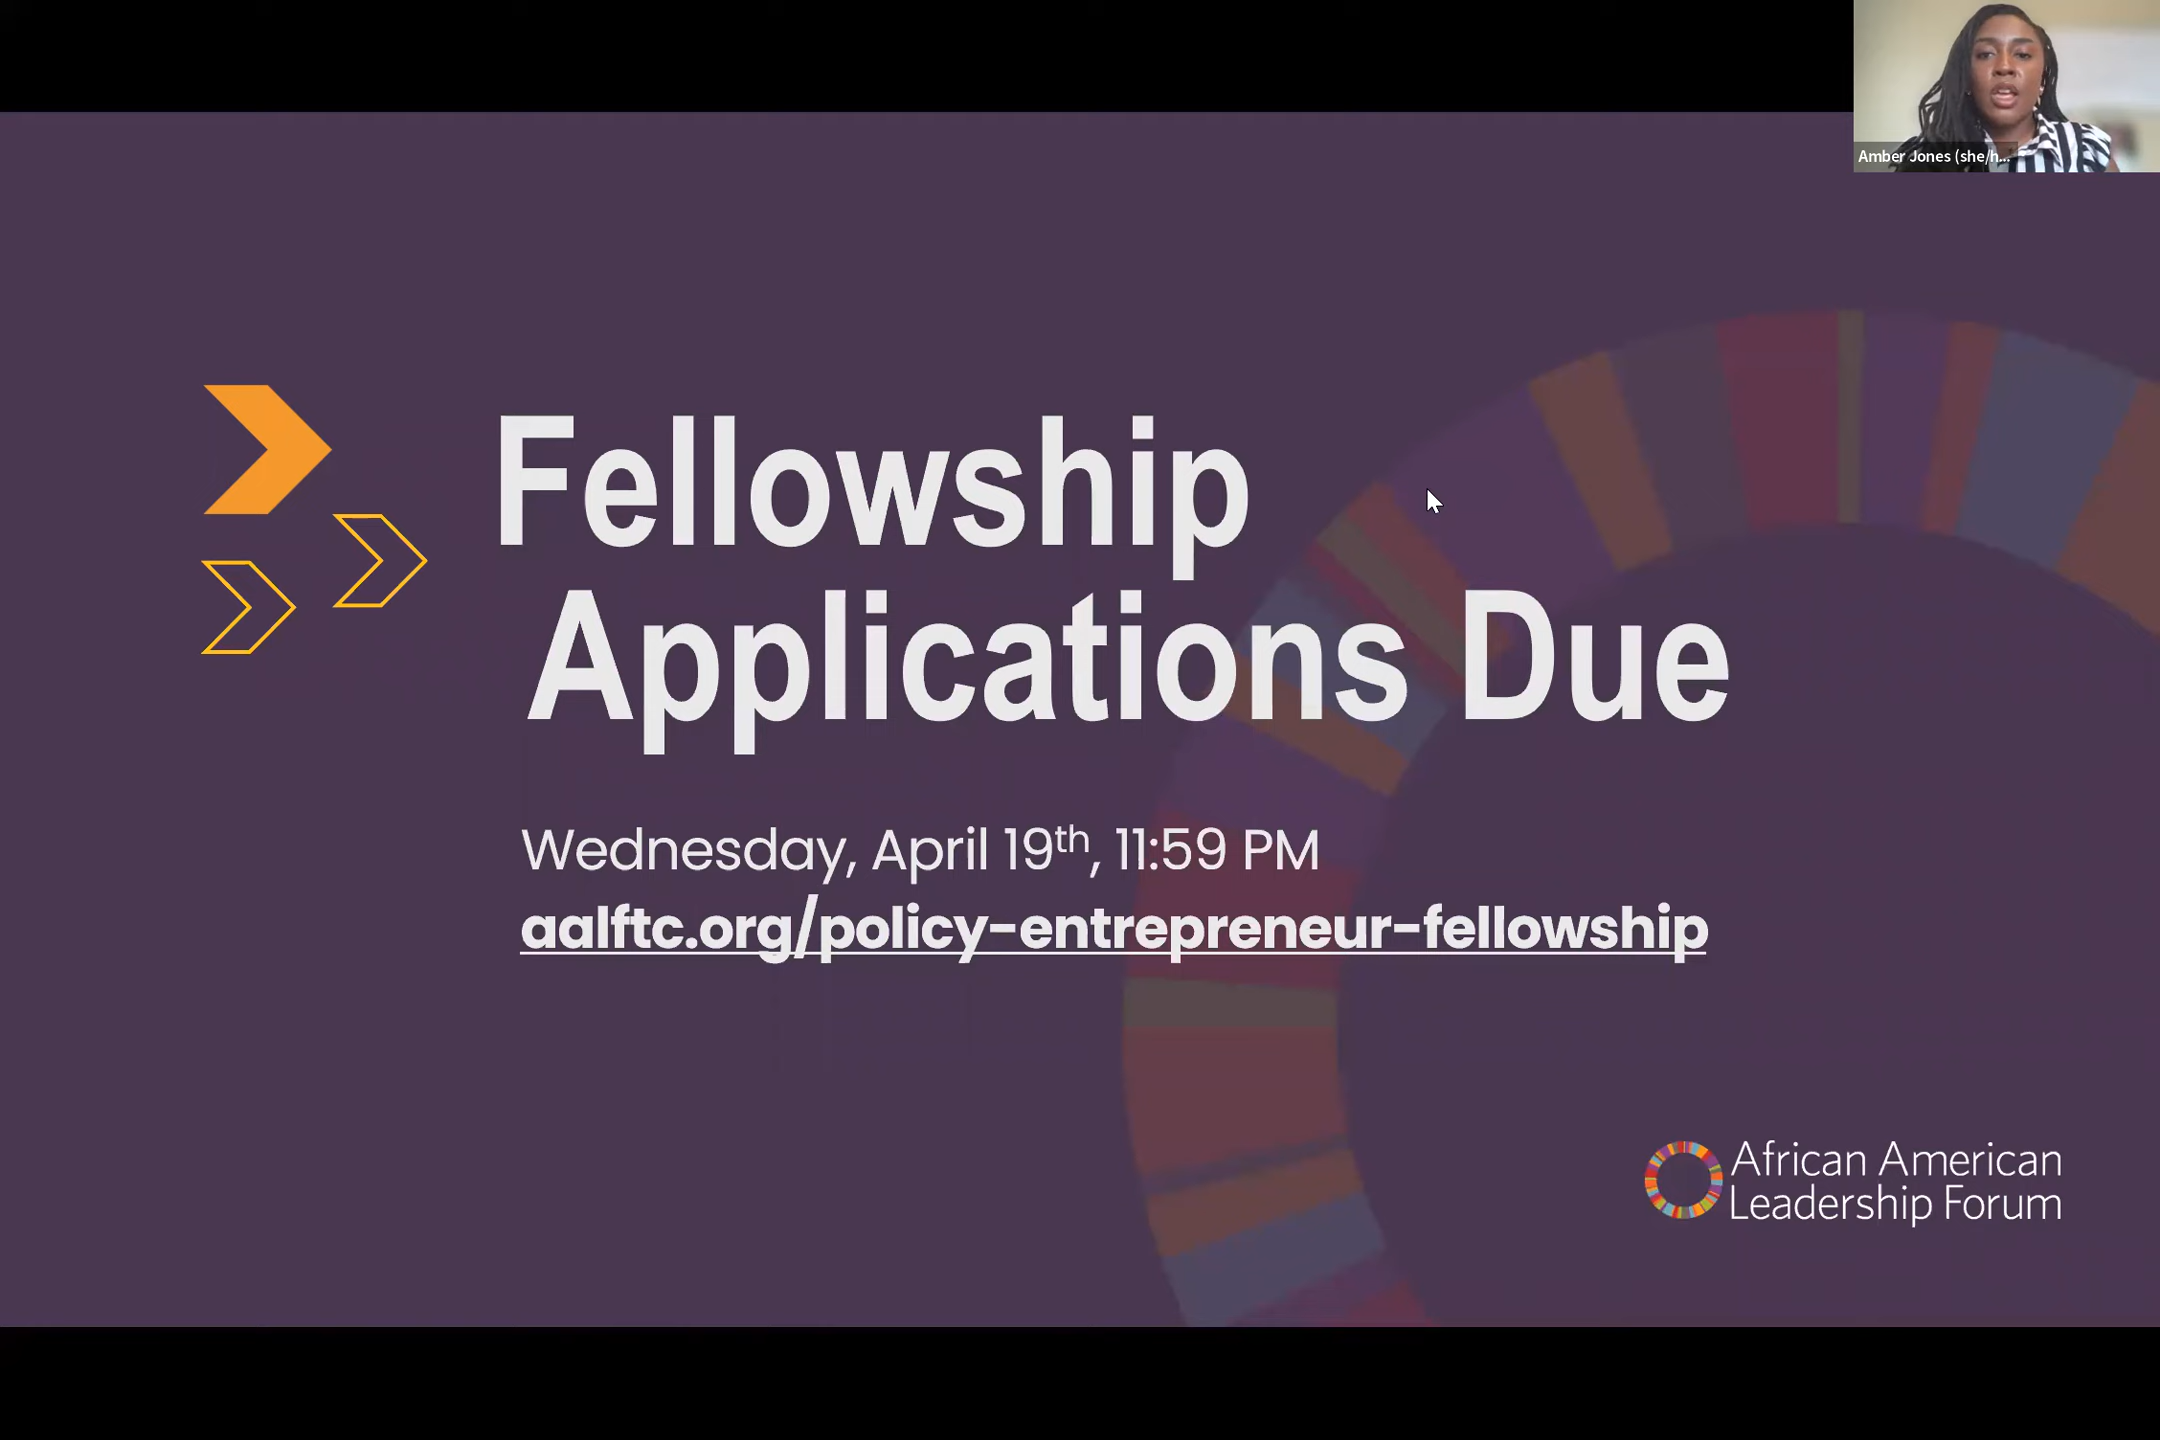 Amber Jones (she/h...
Fellowship
Applications Due
Wednesday, April 19th, 11:59 PM
aalftc.org/policy-entrepreneur-fellowship
African American
Leadership Forum